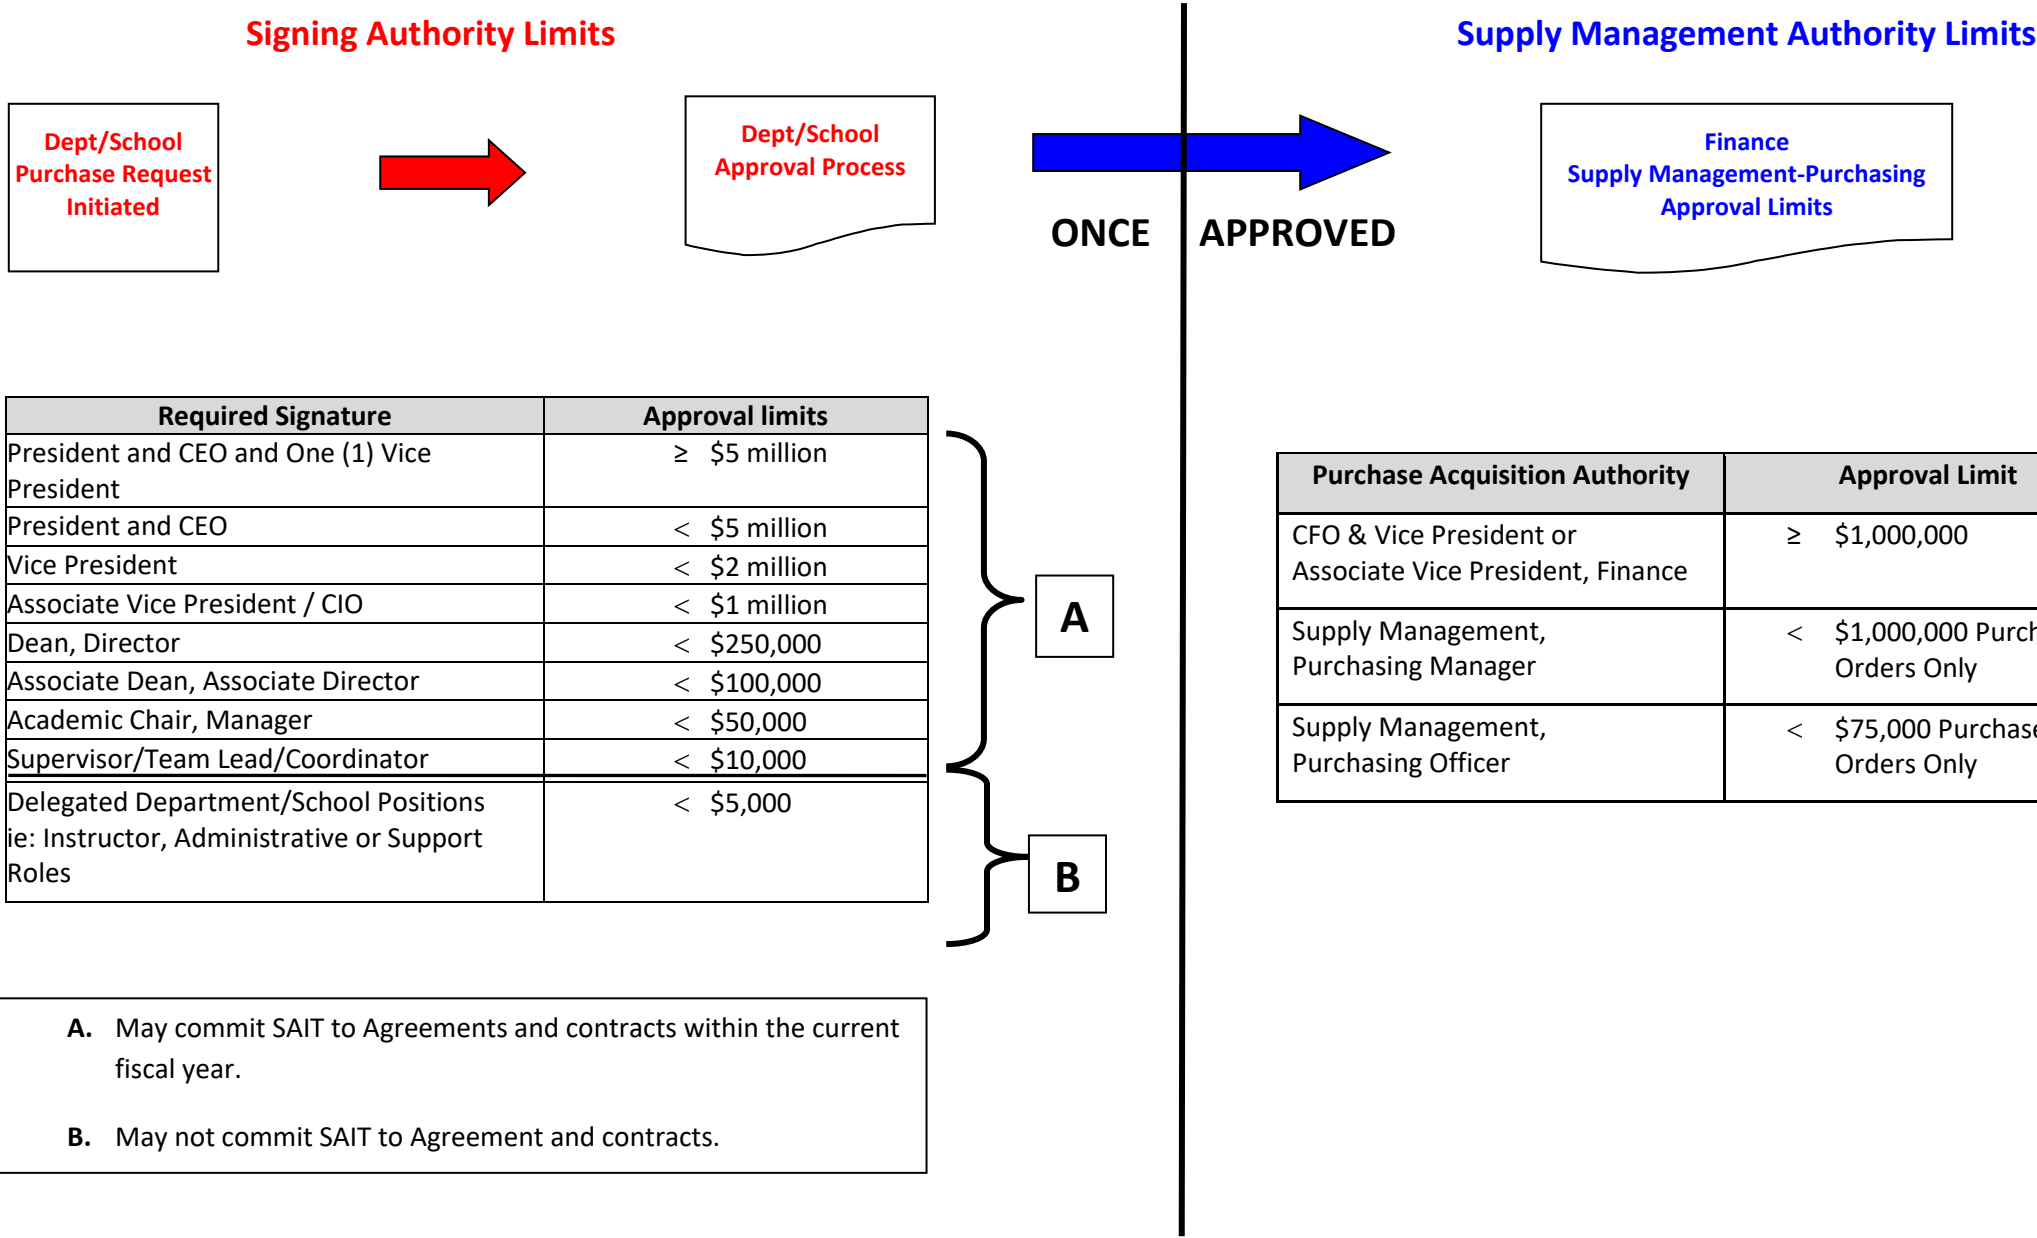 Signing Authority Limits
Supply Management Authority Limits
Dept/School
Purchase Request
Initiated
Dept/School
Approval Process
ONCE APPROVED
Finance
Supply Management-Purchasing
Approval Limits
Required Signature Approval limits
President and CEO and One (1) Vice ≥ $5 million
President
President and CEO < $5 million
Vice President < $2 million
Associate Vice President / CIO < $1 million
Dean, Director < $250,000
Associate Dean, Associate Director < $100,000
Academic Chair, Manager < $50,000
Supervisor/Team Lead/Coordinator < $10,000
Delegated Department/School Positions < $5,000
ie: Instructor, Administrative or Support
Roles
A
B
A. May commit SAIT to Agreements and contracts within the current
fiscal year.
B. May not commit SAIT to Agreement and contracts.
Purchase Acquisition Authority Approval Limit
CFO & Vice President or ≥ $1,000,000
Associate Vice President, Finance
Supply Management, < $1,000,000 Purch
Purchasing Manager Orders Only
Supply Management, < $75,000 Purchase
Purchasing Officer Orders Only